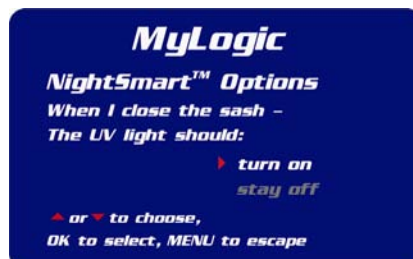 MyLogic
NightSmart™ Options
When I close the sash –
The UV light should:
turn on
stay off
or to choose,
OK to select, MENU to escape